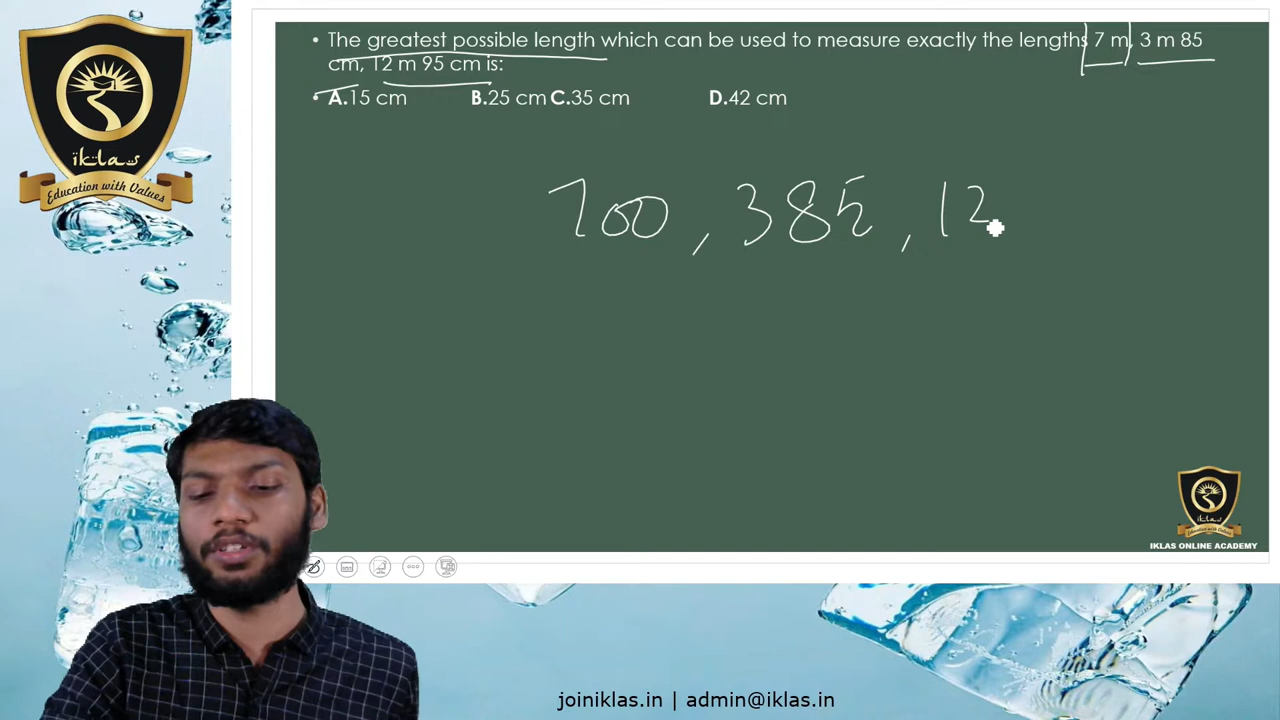 • The greatest possible length which can be used to measure exactly the lengths 7 m, 3 m 85
cm, 12 m 95 cm is:
• A.15 cm B.25 cm C.35 cm D.42 cm
700, 385, 12
iklas
Education with Values
IKLAS ONLINE ACADEMY
joiniklas.in | admin@iklas.in